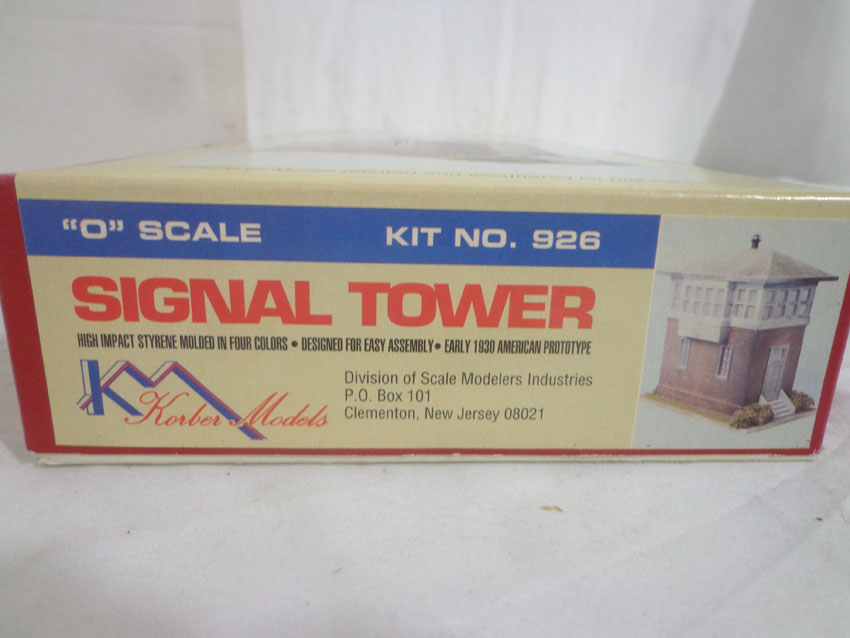 "O" SCALE KIT NO. 926
SIGNAL TOWER
HIGH IMPACT STYRENE MOLDED IN FOUR COLORS • DESIGNED FOR EASY ASSEMBLY • EARLY 1930 AMERICAN PROTOTYPE
KM
Korber Models
Division of Scale Modelers Industries
P.O. Box 101
Clementon, New Jersey 08021